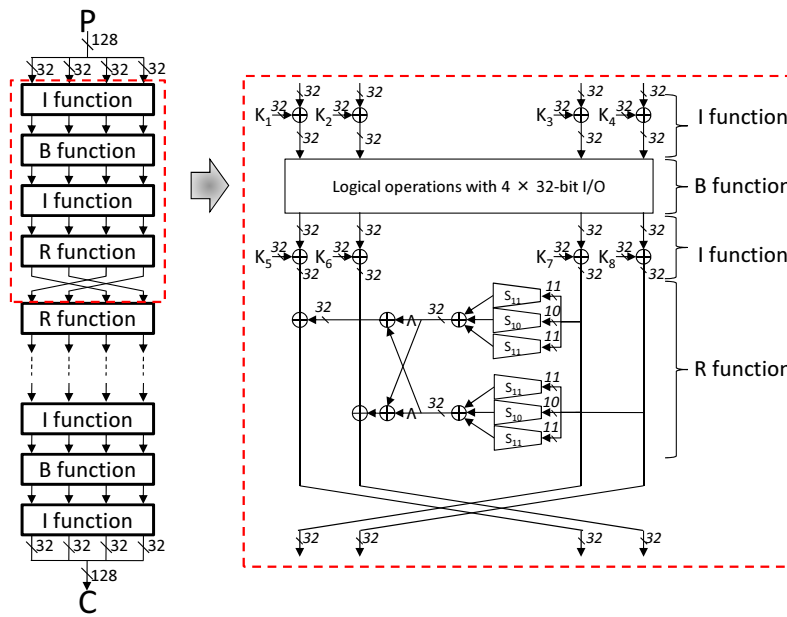 P
128
32 32 32 32
I function
B function
I function
R function
R function
I function
B function
I function
32 32 32 32
128
C
32 32 32 32
K1 32 K2 32 K3 32 K4 32
I function
32 32 32 32
Logical operations with 4 × 32-bit I/O
B function
32 32 32 32
K5 32 K6 32 K7 32 K8 32
I function
32 32 32 32
S11 11
32 ∧ 32 S10 10
S11 11
R function
S11 11
∧ 32 S10 10
S11 11
32 32 32 32